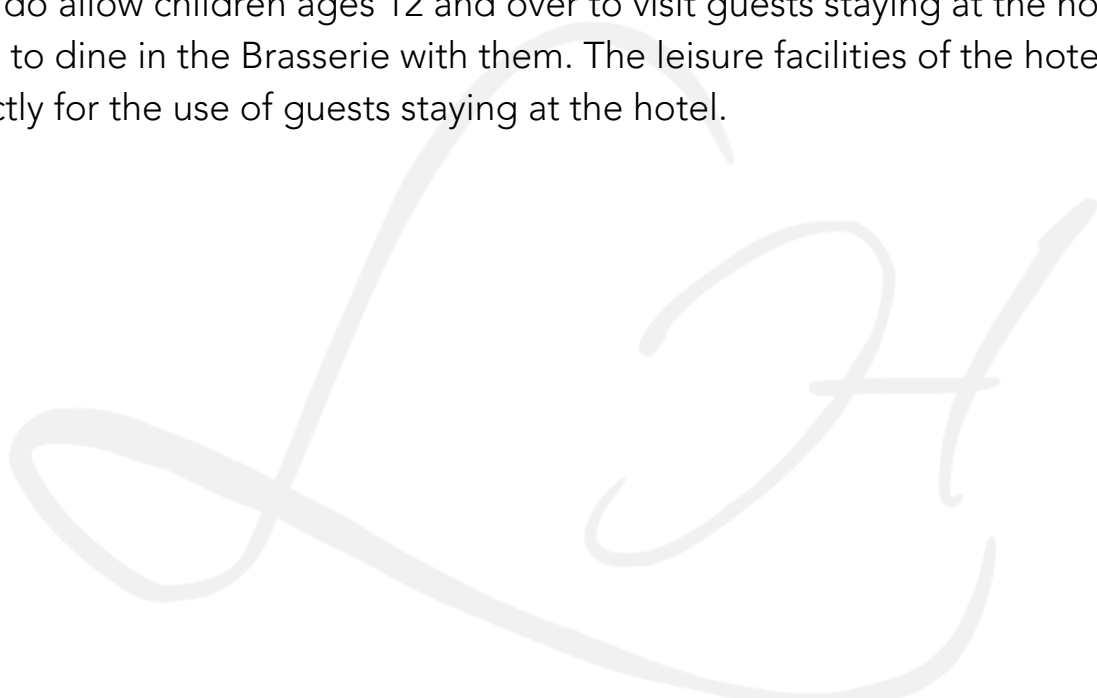 do allow children ages 12 and over to visit guests staying at the ho
to dine in the Brasserie with them. The leisure facilities of the hote
ctly for the use of guests staying at the hotel.
LH